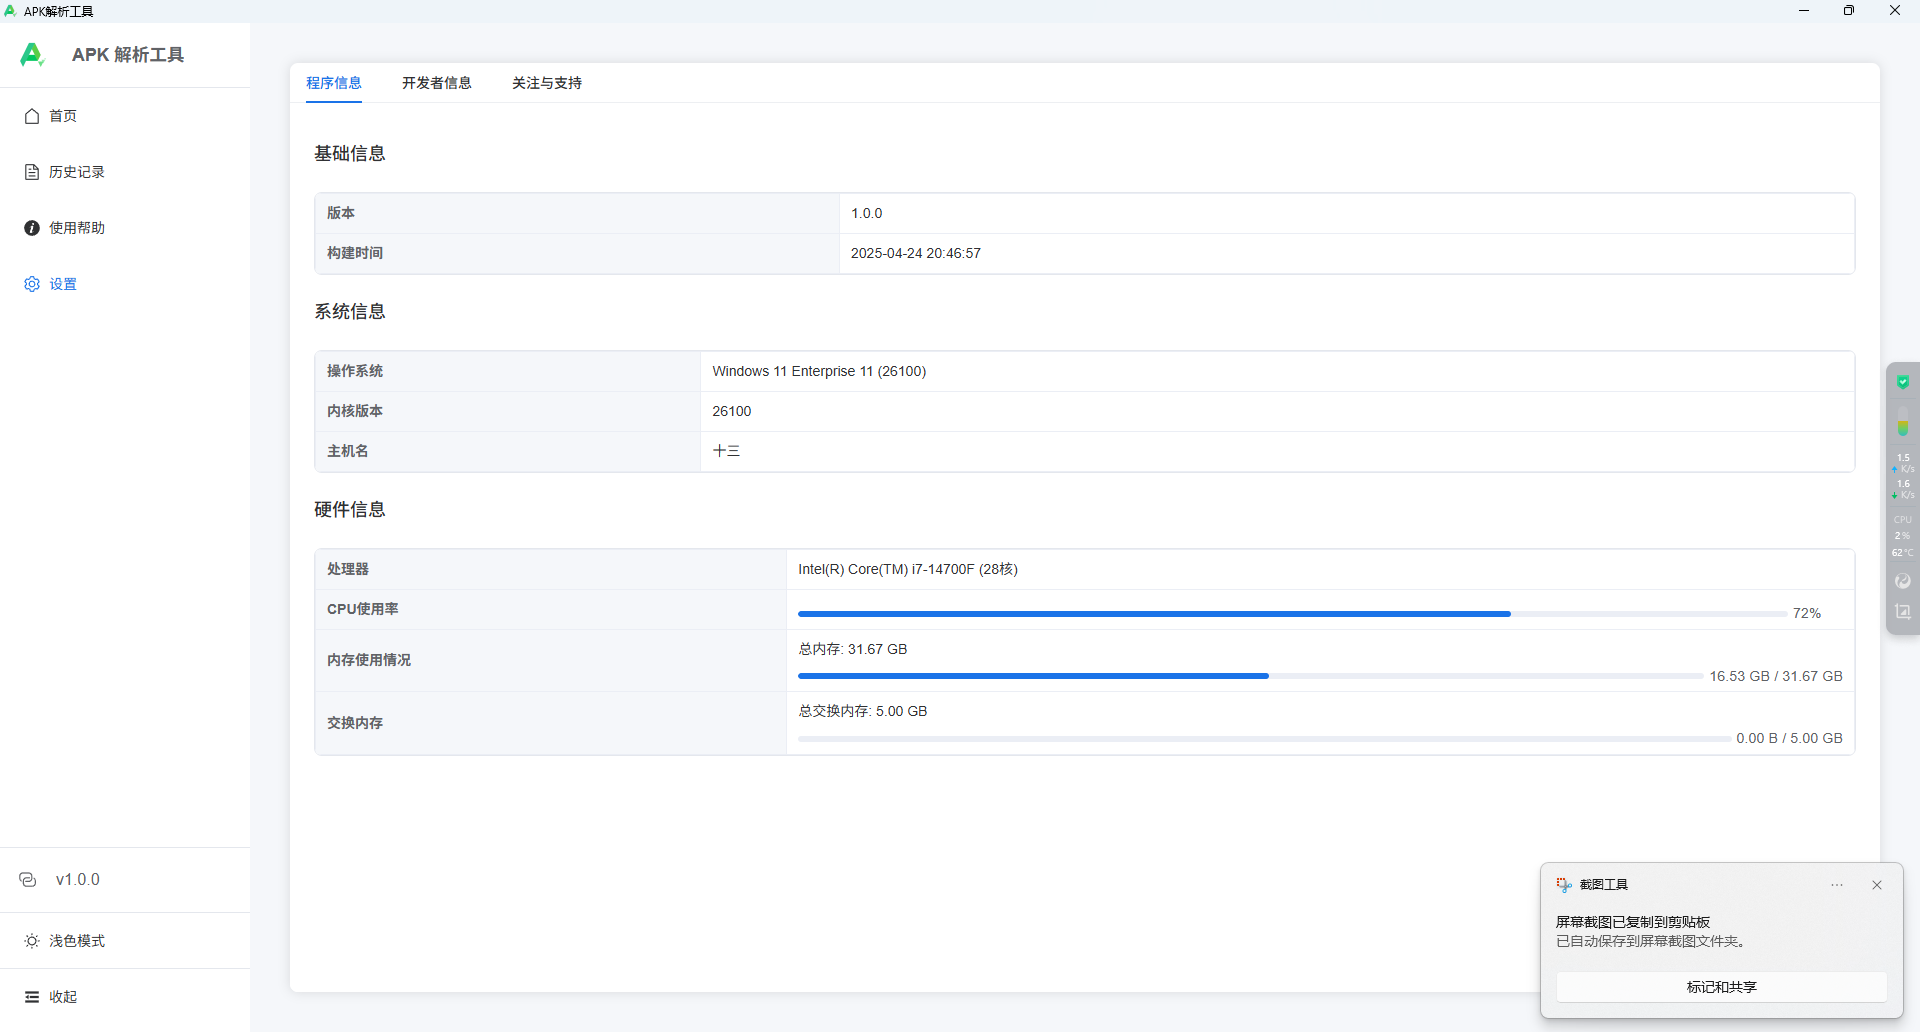 APK解析工具
APK 解析工具
首页
历史记录
使用帮助
设置
v1.0.0
浅色模式
收起
程序信息 开发者信息 关注与支持
基础信息
版本 1.0.0
构建时间 2025-04-24 20:46:57
系统信息
操作系统 Windows 11 Enterprise 11 (26100)
内核版本 26100
主机名 十三
硬件信息
处理器 Intel(R) Core(TM) i7-14700F (28核)
CPU使用率 72%
内存使用情况 总内存: 31.67 GB
16.53 GB / 31.67 GB
交换内存 总交换内存: 5.00 GB
0.00 B / 5.00 GB
1.5
K/s
1.6
K/s
CPU
2%
62°C
截图工具
屏幕截图已复制到剪贴板
已自动保存到屏幕截图文件夹。
标记和共享